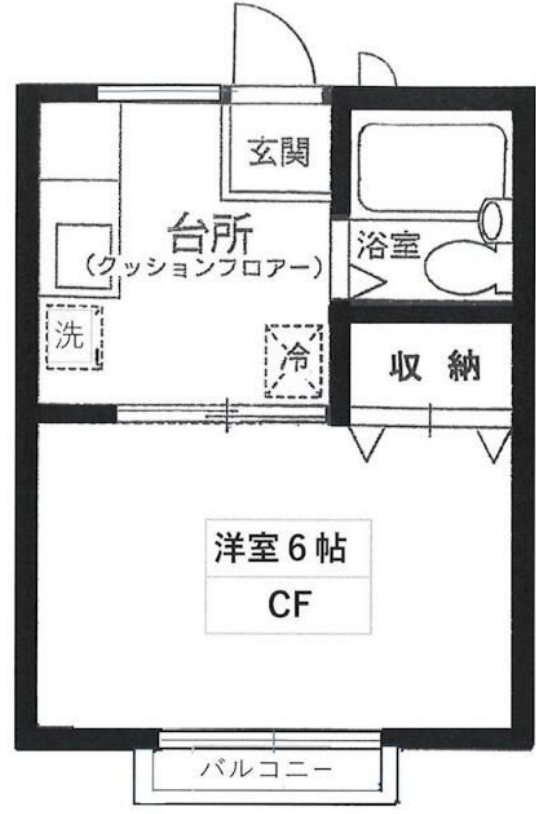 玄関
台所
(クッションフロアー)
浴室
洗
冷
収納
洋室6帖
CF
バルコニー